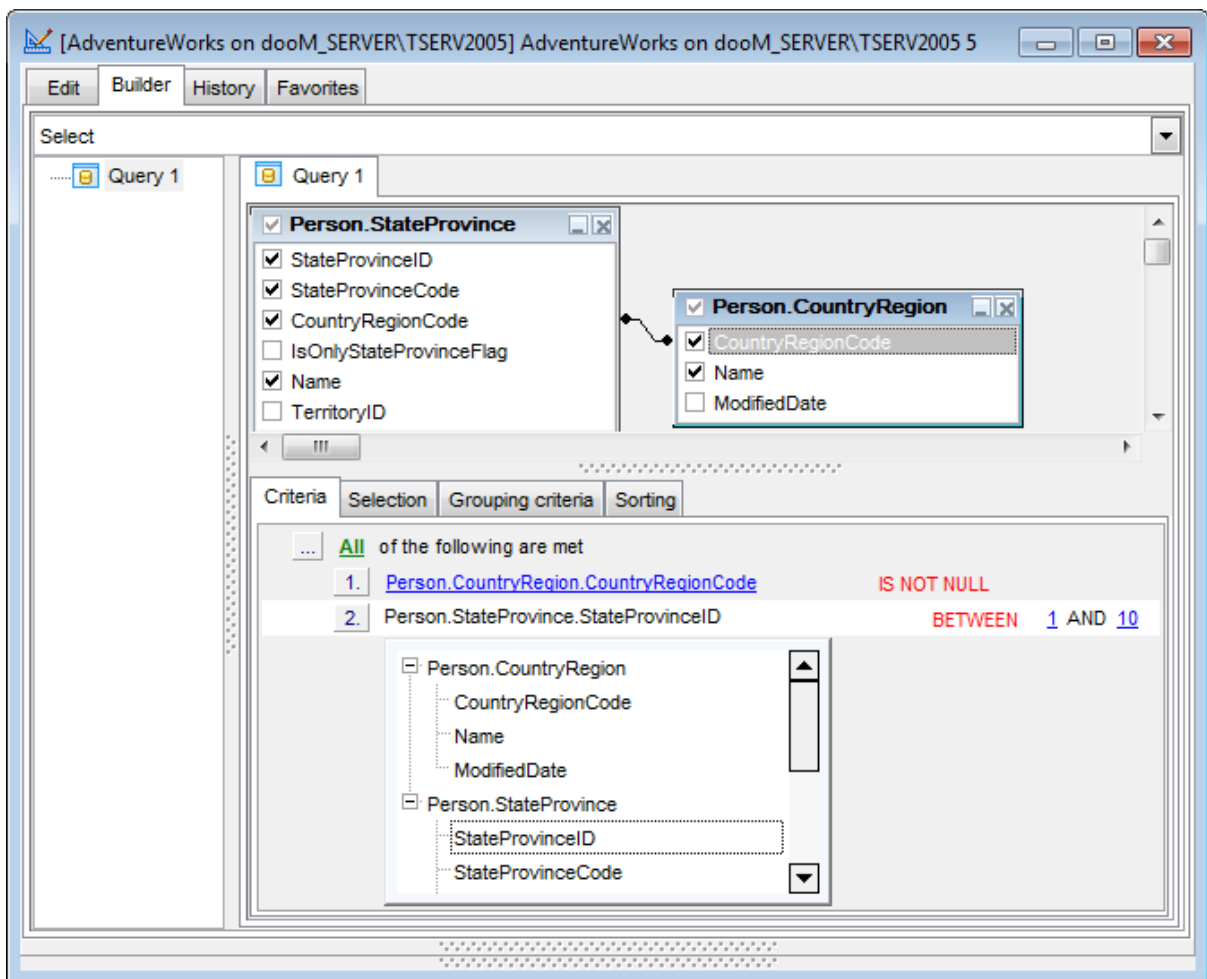 [AdventureWorks on dooM_SERVER\TSERV2005] AdventureWorks on dooM_SERVER\TSERV2005 5
Edit Builder History Favorites
Select
Query 1
Query 1
Person.StateProvince
StateProvinceID
StateProvinceCode
CountryRegionCode
IsOnlyStateProvinceFlag
Name
TerritoryID
Person.CountryRegion
CountryRegionCode
Name
ModifiedDate
Criteria Selection Grouping criteria Sorting
... All of the following are met
1. Person.CountryRegion.CountryRegionCode IS NOT NULL
2. Person.StateProvince.StateProvinceID BETWEEN 1 AND 10
Person.CountryRegion
CountryRegionCode
Name
ModifiedDate
Person.StateProvince
StateProvinceID
StateProvinceCode